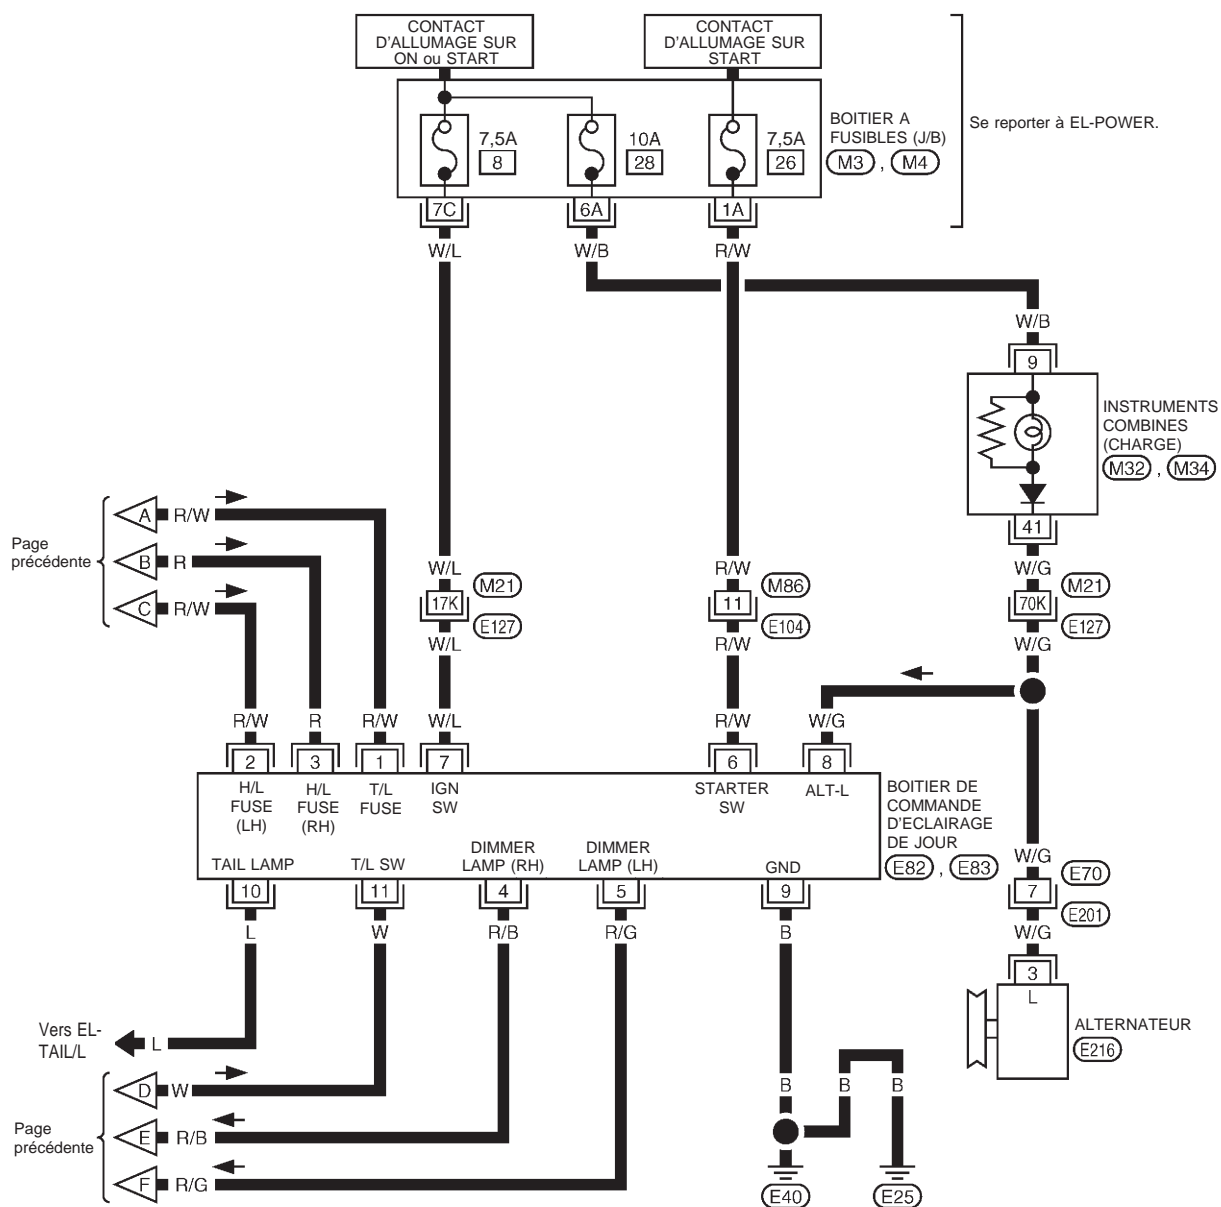 CONTACT
D'ALLUMAGE SUR
ON ou START
CONTACT
D'ALLUMAGE SUR
START
7,5A
8
10A
28
7,5A
26
BOITIER A
FUSIBLES (J/B)
M3 , M4
Se reporter à EL-POWER.
7C
6A
1A
W/L
W/B
R/W
W/B
9
INSTRUMENTS
COMBINES
(CHARGE)
M32 , M34
41
Page
précédente
A R/W
B R
C R/W
W/L
R/W
W/G
17K
M21
E127
11
M86
E104
70K
M21
E127
W/L
R/W
W/G
R/W
R
R/W
W/L
R/W
W/G
2
3
1
7
6
8
H/L
FUSE
(LH)
H/L
FUSE
(RH)
T/L
FUSE
IGN
SW
STARTER
SW
ALT-L
BOITIER DE
COMMANDE
D'ECLAIRAGE
DE JOUR
E82 , E83
TAIL LAMP
T/L SW
DIMMER
LAMP (RH)
DIMMER
LAMP (LH)
GND
10
11
4
5
9
L
W
R/B
R/G
B
W/G
7
E70
E201
W/G
3
L
ALTERNATEUR
E216
Vers EL-
TAIL/L
L
Page
précédente
D W
E R/B
F R/G
B
B
B
E40
E25